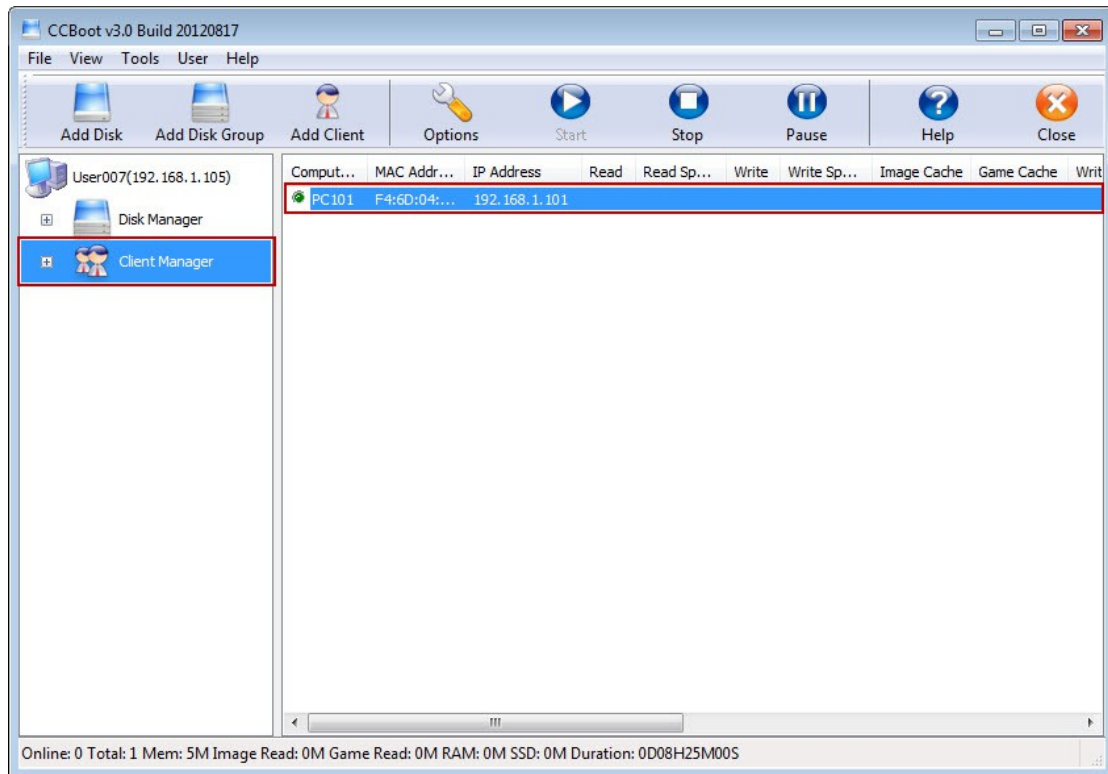 CCBoot v3.0 Build 20120817
File View Tools User Help
Add Disk Add Disk Group Add Client Options Start Stop Pause Help Close
User007(192.168.1.105)
Disk Manager
Client Manager
Comput... MAC Addr... IP Address Read Read Sp... Write Write Sp... Image Cache Game Cache Writ
PC101 F4:6D:04:... 192.168.1.101
Online: 0 Total: 1 Mem: 5M Image Read: 0M Game Read: 0M RAM: 0M SSD: 0M Duration: 0D08H25M00S